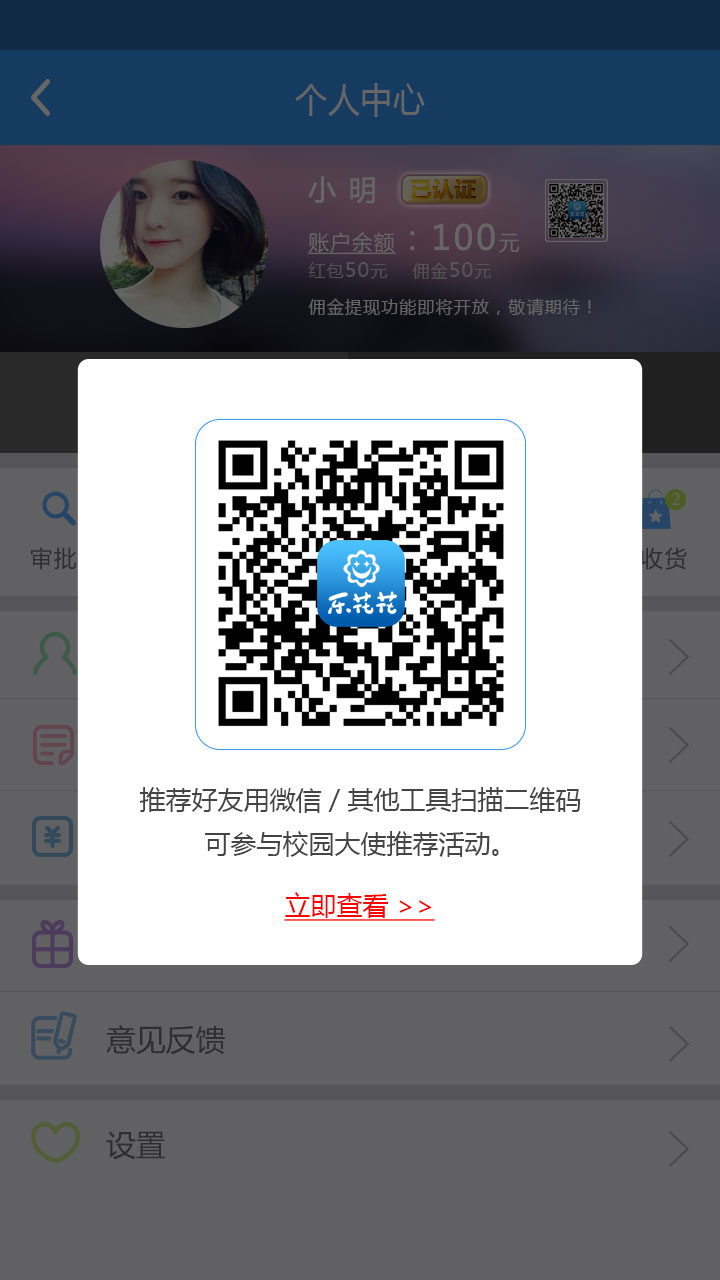 个人中心
小 明 已认证
账户余额：100元
红包50元 佣金50元
佣金提现功能即将开放，敬请期待！
2
审批
收货
乐花花
推荐好友用微信 / 其他工具扫描二维码
可参与校园大使推荐活动。
立即查看 >>
意见反馈
设置